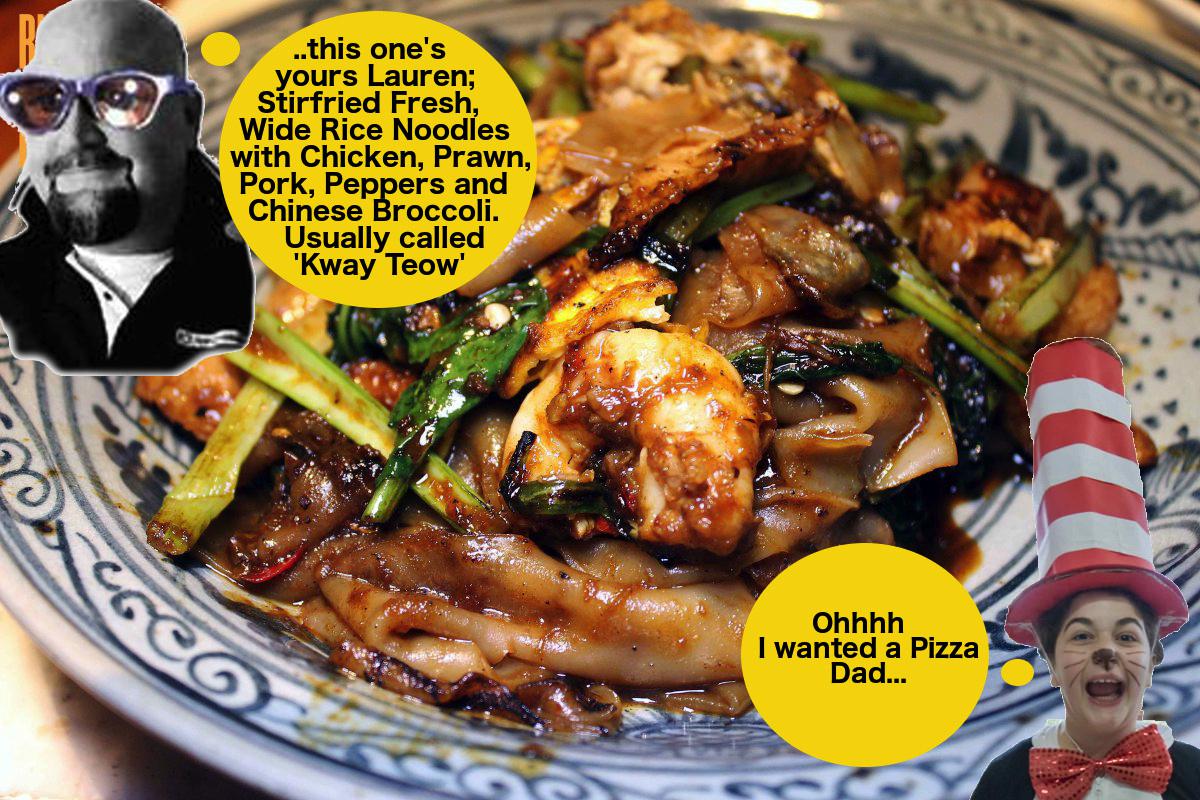 ..this one's
yours Lauren;
Stirfried Fresh,
Wide Rice Noodles
with Chicken, Prawn,
Pork, Peppers and
Chinese Broccoli.
Usually called
'Kway Teow'
Ohhhh
I wanted a Pizza
Dad...